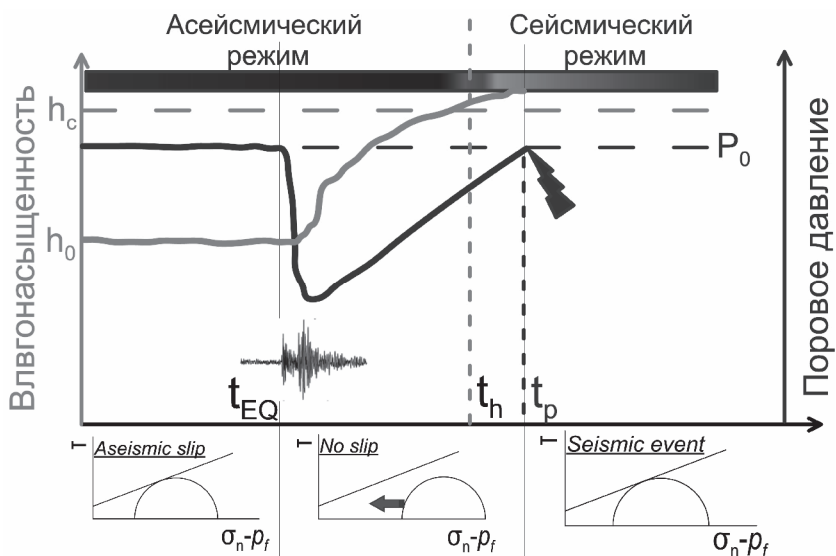 Асейсмический
режим
Сейсмический
режим
Влвгонасыщенность
h_c
h_0
P_0
Поровое давление
t_EQ
t_h
t_p
τ
Aseismic slip
σ_n-p_f
τ
No slip
σ_n-p_f
τ
Seismic event
σ_n-p_f